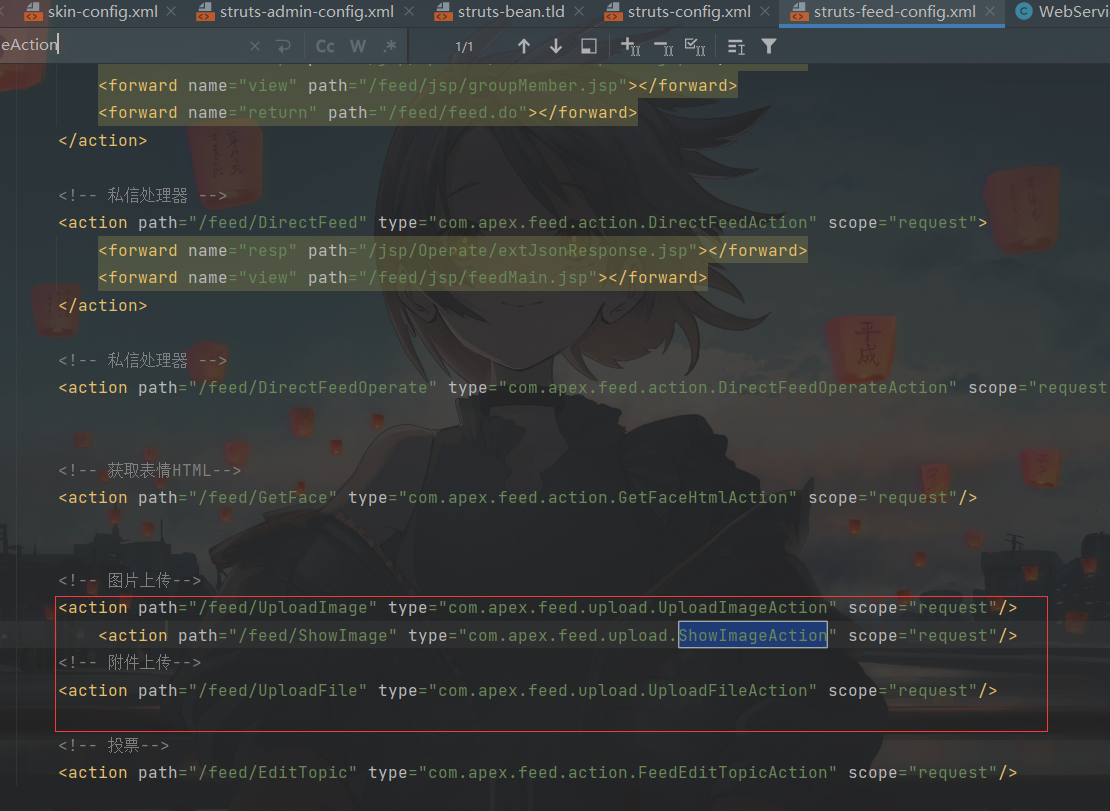 skin-config.xml struts-admin-config.xml struts-bean.tld struts-config.xml struts-feed-config.xml WebServi
eAction Cc W .* 1/1
<forward name="view" path="/feed/jsp/groupMember.jsp"></forward>
<forward name="return" path="/feed/feed.do"></forward>
</action>
<!-- 私信处理器 -->
<action path="/feed/DirectFeed" type="com.apex.feed.action.DirectFeedAction" scope="request">
<forward name="resp" path="/jsp/Operate/extJsonResponse.jsp"></forward>
<forward name="view" path="/feed/jsp/feedMain.jsp"></forward>
</action>
<!-- 私信处理器 -->
<action path="/feed/DirectFeedOperate" type="com.apex.feed.action.DirectFeedOperateAction" scope="request
<!-- 获取表情HTML-->
<action path="/feed/GetFace" type="com.apex.feed.action.GetFaceHtmlAction" scope="request"/>
<!-- 图片上传-->
<action path="/feed/UploadImage" type="com.apex.feed.upload.UploadImageAction" scope="request"/>
<action path="/feed/ShowImage" type="com.apex.feed.upload.ShowImageAction" scope="request"/>
<!-- 附件上传-->
<action path="/feed/UploadFile" type="com.apex.feed.upload.UploadFileAction" scope="request"/>
<!-- 投票-->
<action path="/feed/EditTopic" type="com.apex.feed.action.FeedEditTopicAction" scope="request"/>
平成